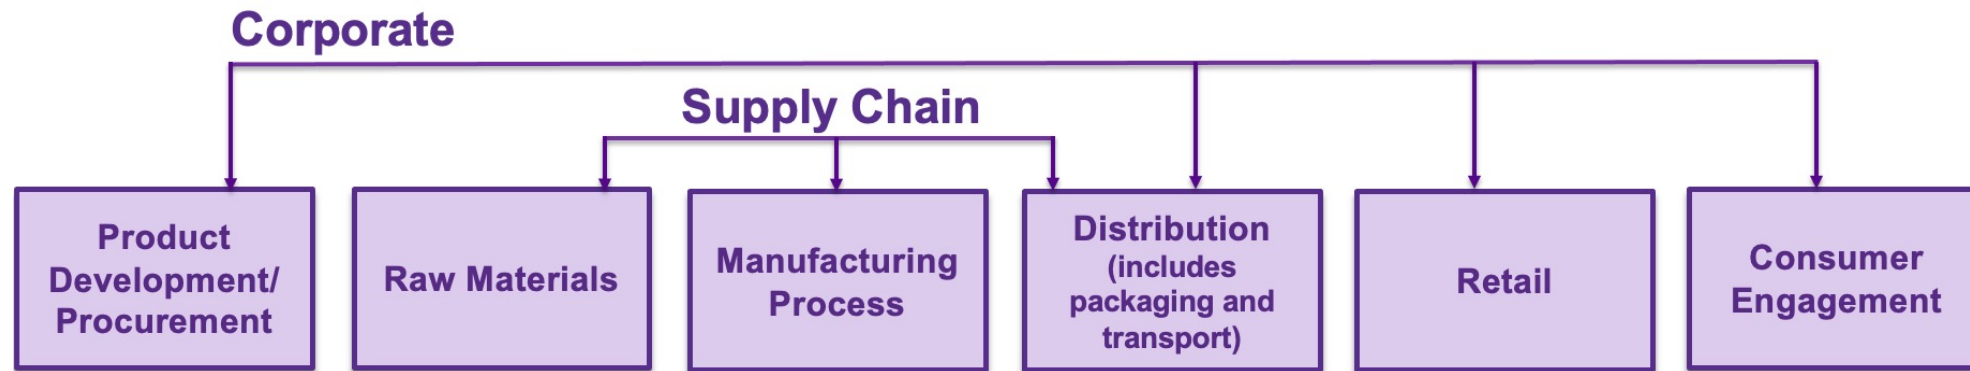 Corporate
Supply Chain
Product
Development/
Procurement
Raw Materials
Manufacturing
Process
Distribution
(includes
packaging and
transport)
Retail
Consumer
Engagement